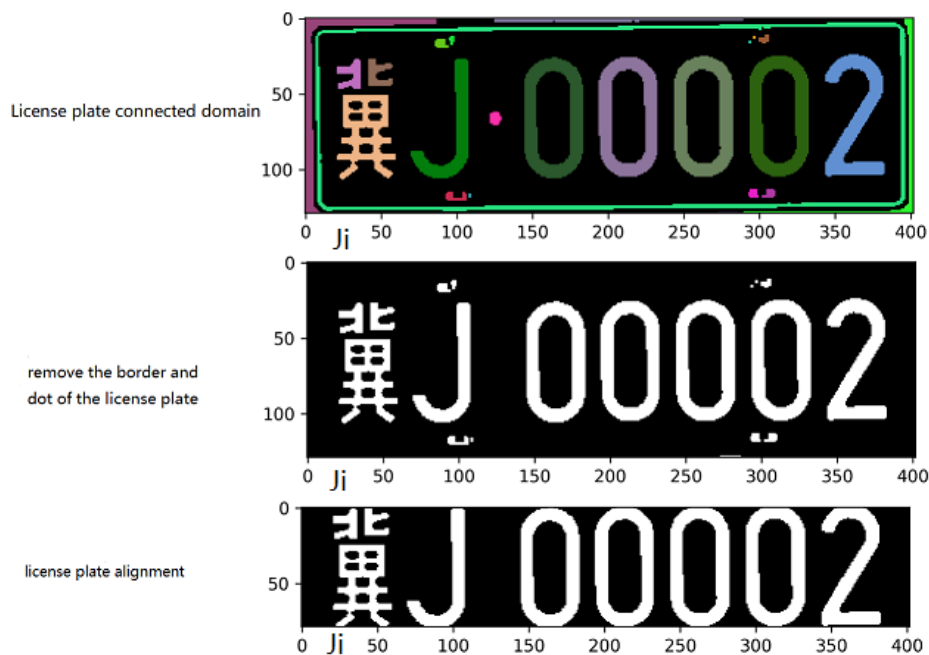 0
50
100
License plate connected domain
冀J·00002
0 50 100 150 200 250 300 350 400
Ji
0
50
100
remove the border and
dot of the license plate
冀J 00002
0 50 100 150 200 250 300 350 400
Ji
0
50
license plate alignment
冀J 00002
0 50 100 150 200 250 300 350 400
Ji